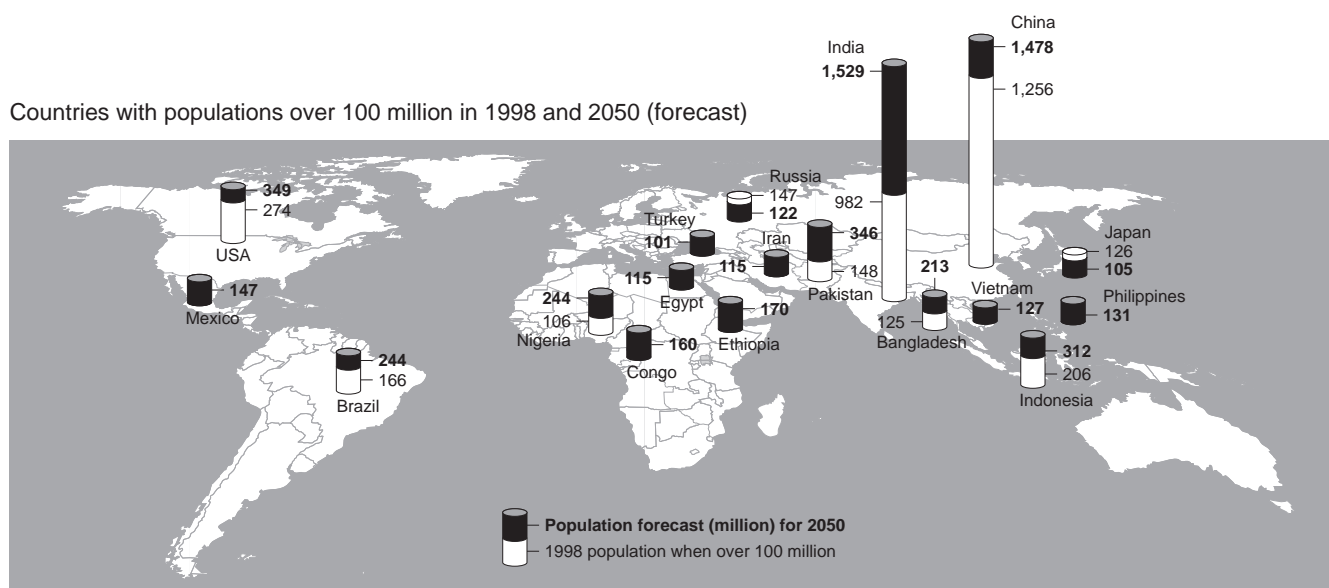 Countries with populations over 100 million in 1998 and 2050 (forecast)
China
1,478
1,256
India
1,529
982
USA
349
274
Mexico
147
Brazil
244
166
Russia
147
122
Turkey
101
Iran
115
Egypt
115
Nigeria
244
106
Congo
160
Ethiopia
170
Pakistan
346
148
Bangladesh
213
125
Vietnam
127
Japan
126
105
Philippines
131
Indonesia
312
206
Population forecast (million) for 2050
1998 population when over 100 million